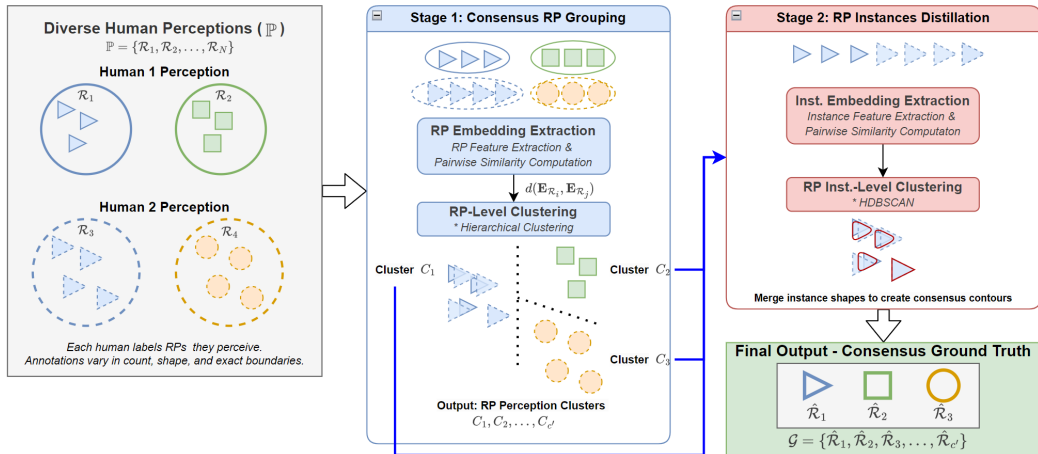 Diverse Human Perceptions ( ℙ )
ℙ = {ℛ₁, ℛ₂, . . . , ℛ_N}
Human 1 Perception
ℛ₁
ℛ₂
Human 2 Perception
ℛ₃
ℛ₄
Each human labels RPs they perceive.
Annotations vary in count, shape, and exact boundaries.
Stage 1: Consensus RP Grouping
RP Embedding Extraction
RP Feature Extraction &
Pairwise Similarity Computation
d(E_ℛᵢ, E_ℛⱼ)
RP-Level Clustering
* Hierarchical Clustering
Cluster C₁
Cluster C₂
Cluster C₃
Output: RP Perception Clusters
C₁, C₂, . . . , C_c′
Stage 2: RP Instances Distillation
Inst. Embedding Extraction
Instance Feature Extraction &
Pairwise Similarity Computaton
RP Inst.-Level Clustering
* HDBSCAN
Merge instance shapes to create consensus contours
Final Output - Consensus Ground Truth
ℛ̂₁
ℛ̂₂
ℛ̂₃
𝒢 = {ℛ̂₁, ℛ̂₂, ℛ̂₃, . . . , ℛ̂_c′}